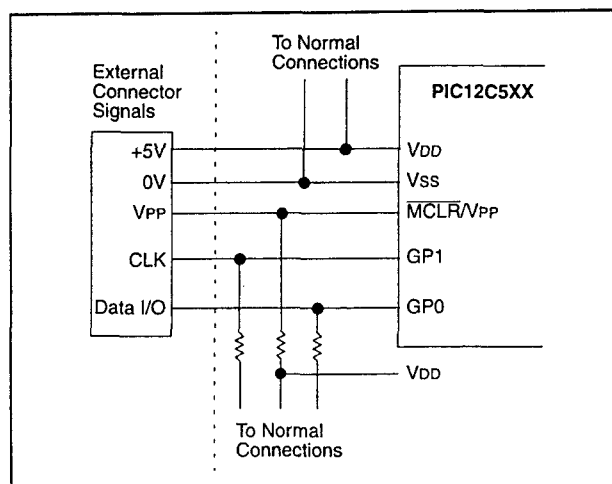 To Normal
Connections
External
Connector
Signals
PIC12C5XX
+5V
VDD
0V
VSS
VPP
MCLR/VPP
CLK
GP1
Data I/O
GP0
VDD
To Normal
Connections